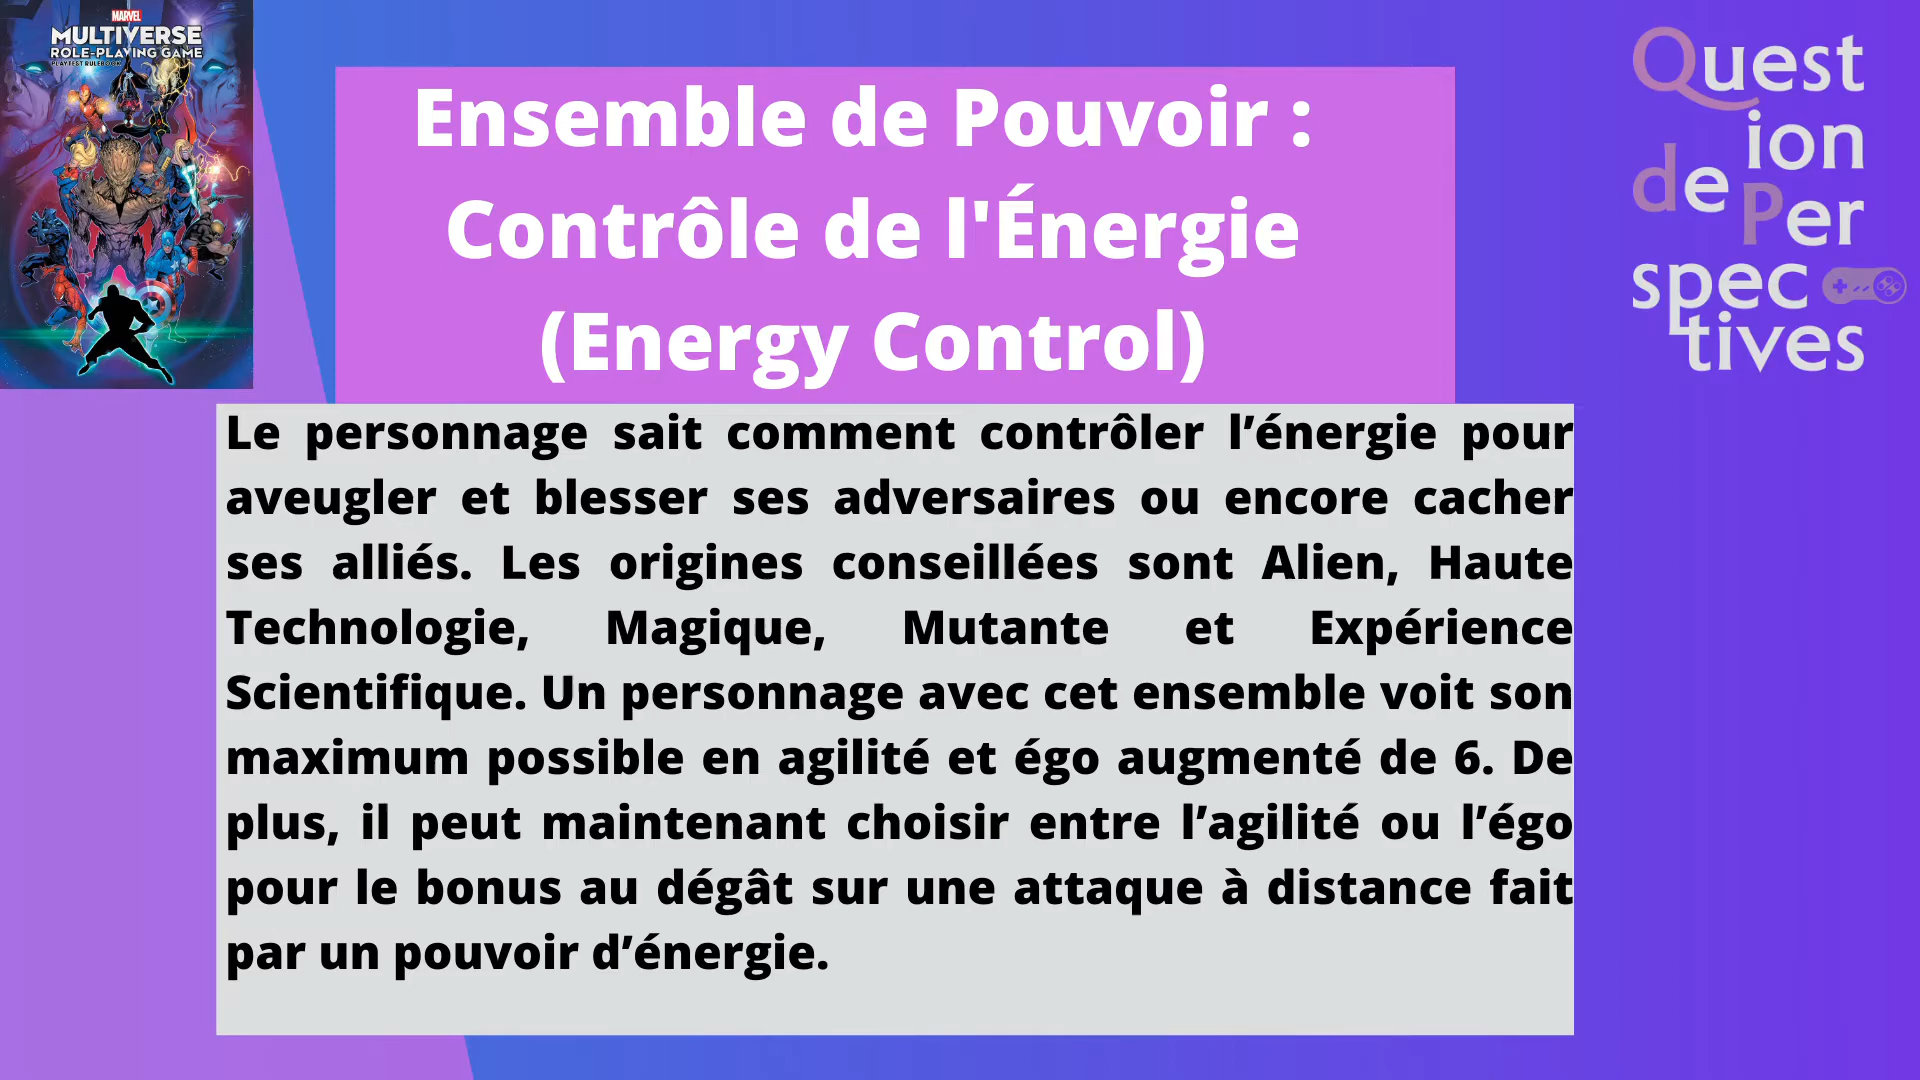 MARVEL
MULTIVERSE
ROLE-PLAYING GAME
PLAYTEST RULEBOOK
Ensemble de Pouvoir :
Contrôle de l'Énergie
(Energy Control)
Quest
ion
de Per
spec
tives
Le personnage sait comment contrôler l’énergie pour
aveugler et blesser ses adversaires ou encore cacher
ses alliés. Les origines conseillées sont Alien, Haute
Technologie, Magique, Mutante et Expérience
Scientifique. Un personnage avec cet ensemble voit son
maximum possible en agilité et égo augmenté de 6. De
plus, il peut maintenant choisir entre l’agilité ou l’égo
pour le bonus au dégât sur une attaque à distance fait
par un pouvoir d’énergie.